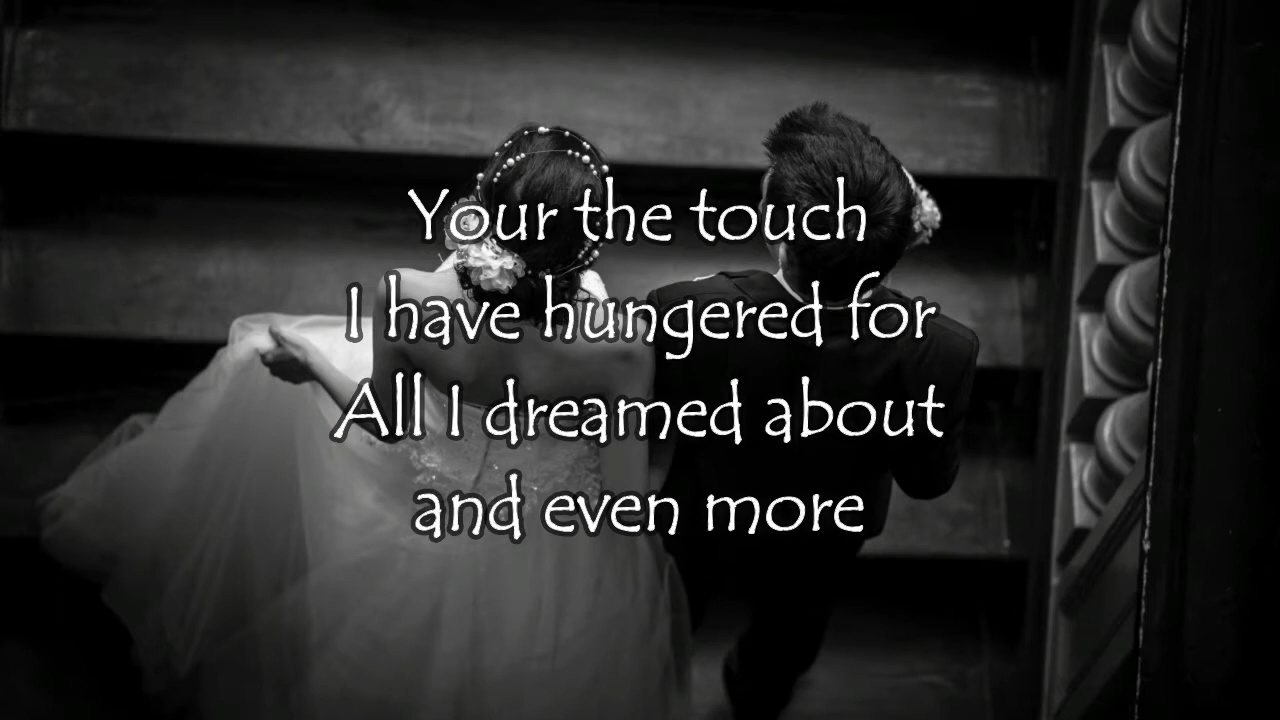 Your the touch
I have hungered for
All I dreamed about
and even more